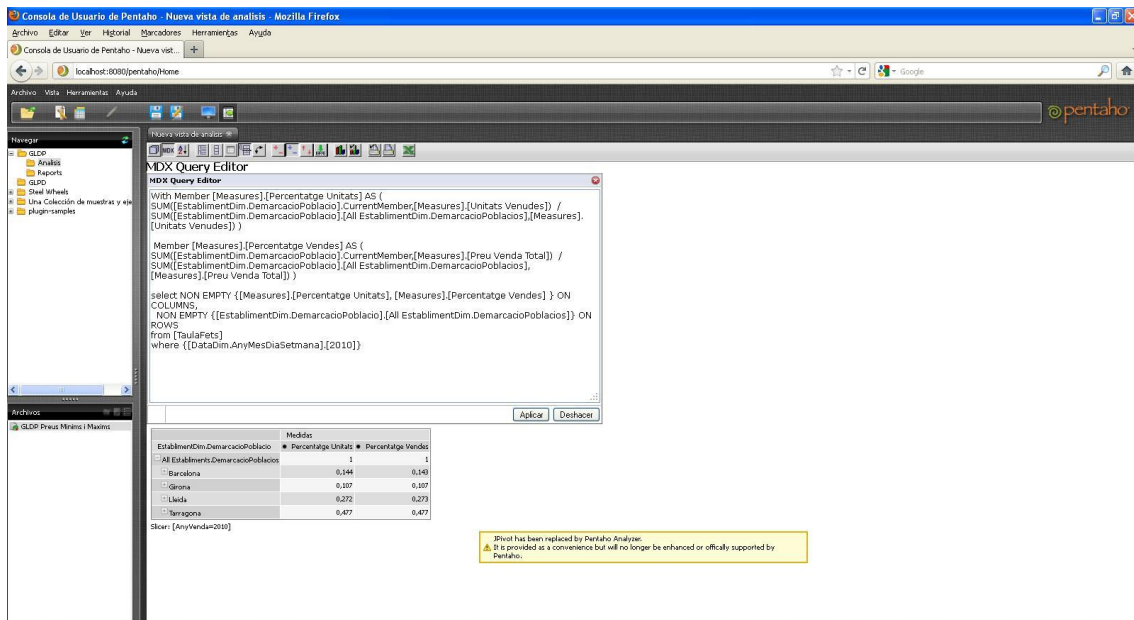 Consola de Usuario de Pentaho - Nueva vista de analisis - Mozilla Firefox
Archivo Editar Ver Historial Marcadores Herramientas Ayuda
Consola de Usuario de Pentaho - Nueva vist...
localhost:8080/pentaho/Home
Google
Archivo Vista Herramientas Ayuda
pentaho
Navegar
Nueva vista de analisis
GLDP
Analisis
Reports
GLPD
Steel Wheels
Una Colección de muestras y eje
plugin-samples
MDX
MDX Query Editor
MDX Query Editor
With Member [Measures].[Percentatge Unitats] AS (
SUM([EstablimentDim.DemarcacioPoblacio].CurrentMember,[Measures].[Unitats Venudes]) /
SUM([EstablimentDim.DemarcacioPoblacio].[All EstablimentDim.DemarcacioPoblacios],[Measures].
[Unitats Venudes]) )
Member [Measures].[Percentatge Vendes] AS (
SUM([EstablimentDim.DemarcacioPoblacio].CurrentMember,[Measures].[Preu Venda Total]) /
SUM([EstablimentDim.DemarcacioPoblacio].[All EstablimentDim.DemarcacioPoblacios],
[Measures].[Preu Venda Total]) )
select NON EMPTY {[Measures].[Percentatge Unitats], [Measures].[Percentatge Vendes] } ON
COLUMNS,
NON EMPTY {[EstablimentDim.DemarcacioPoblacio].[All EstablimentDim.DemarcacioPoblacios]} ON
ROWS
from [TaulaFets]
where {[DataDim.AnyMesDiaSetmana].[2010]}
Aplicar Deshacer
Archivos
GLDP Preus Minims i Maxims
Medidas
EstablimentDim.DemarcacioPoblacio Percentatge Unitats Percentatge Vendes
All Establiments.DemarcacioPoblacios 1 1
Barcelona 0,144 0,143
Girona 0,107 0,107
Lleida 0,272 0,273
Tarragona 0,477 0,477
Slicer: [AnyVenda=2010]
JPivot has been replaced by Pentaho Analyzer.
It is provided as a convenience but will no longer be enhanced or offically supported by
Pentaho.